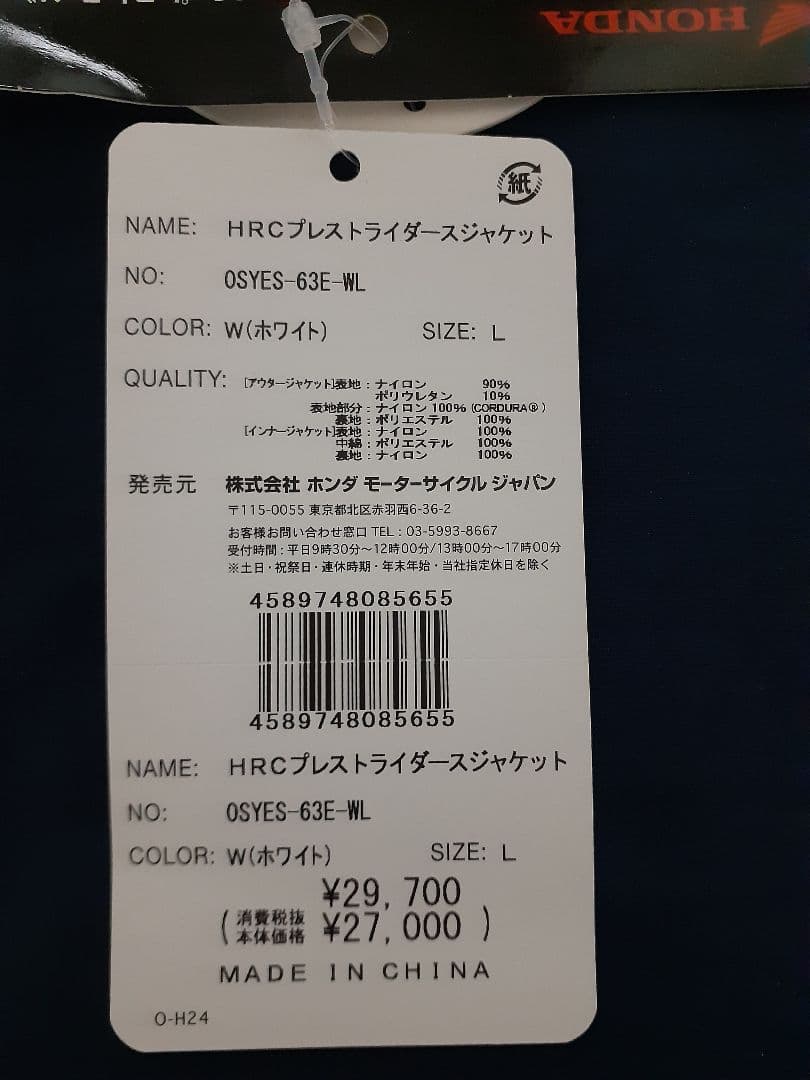 HONDA
紙
NAME: HRCプレストライダースジャケット
NO: 0SYES-63E-WL
COLOR: W(ホワイト) SIZE: L
QUALITY: [アウタージャケット]表地：ナイロン 90%
ポリウレタン 10%
表地部分：ナイロン 100% (CORDURA®)
裏地：ポリエステル 100%
[インナージャケット]表地：ナイロン 100%
中綿：ポリエステル 100%
裏地：ナイロン 100%
発売元 株式会社 ホンダ モーターサイクル ジャパン
〒115-0055 東京都北区赤羽西6-36-2
お客様お問い合わせ窓口 TEL：03-5993-8667
受付時間：平日9時30分～12時00分/13時00分～17時00分
※土日・祝祭日・連休時期・年末年始・当社指定休日を除く
4589748085655
4589748085655
NAME: HRCプレストライダースジャケット
NO: 0SYES-63E-WL
COLOR: W(ホワイト) SIZE: L
¥29,700
(消費税抜
本体価格 ¥27,000)
MADE IN CHINA
O-H24